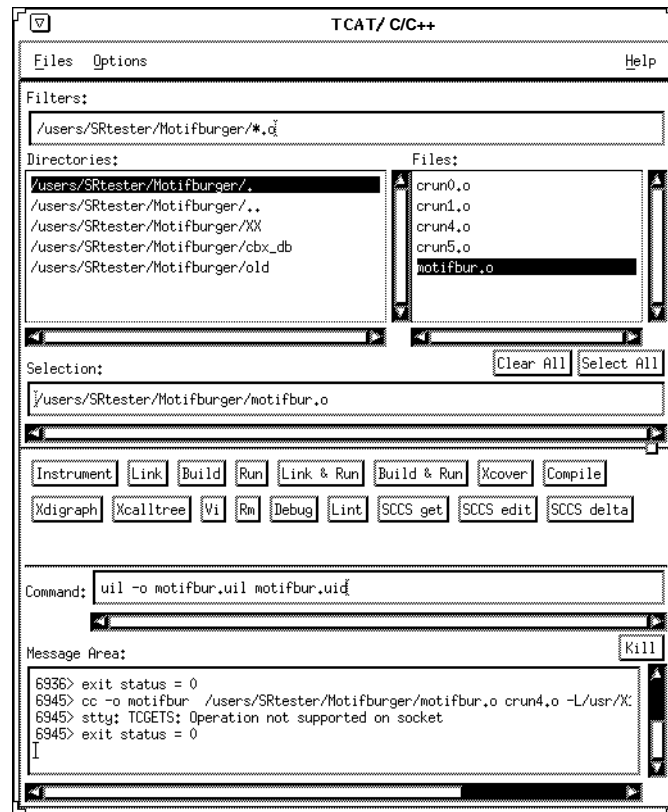 TCAT/ C/C++
Files Options Help
Filters:
/users/SRtester/Motifburger/*.o
Directories: Files:
/users/SRtester/Motifburger/. crun0.o
/users/SRtester/Motifburger/.. crun1.o
/users/SRtester/Motifburger/XX crun4.o
/users/SRtester/Motifburger/cbx_db crun5.o
/users/SRtester/Motifburger/old motifbur.o
Clear All Select All
Selection:
/users/SRtester/Motifburger/motifbur.o
Instrument Link Build Run Link & Run Build & Run Xcover Compile
Xdigraph Xcalltree Vi Rm Debug Lint SCCS get SCCS edit SCCS delta
Command: uil -o motifbur.uil motifbur.uid
Message Area: Kill
6936> exit status = 0
6945> cc -o motifbur /users/SRtester/Motifburger/motifbur.o crun4.o -L/usr/X
6945> stty: TCGETS: Operation not supported on socket
6945> exit status = 0